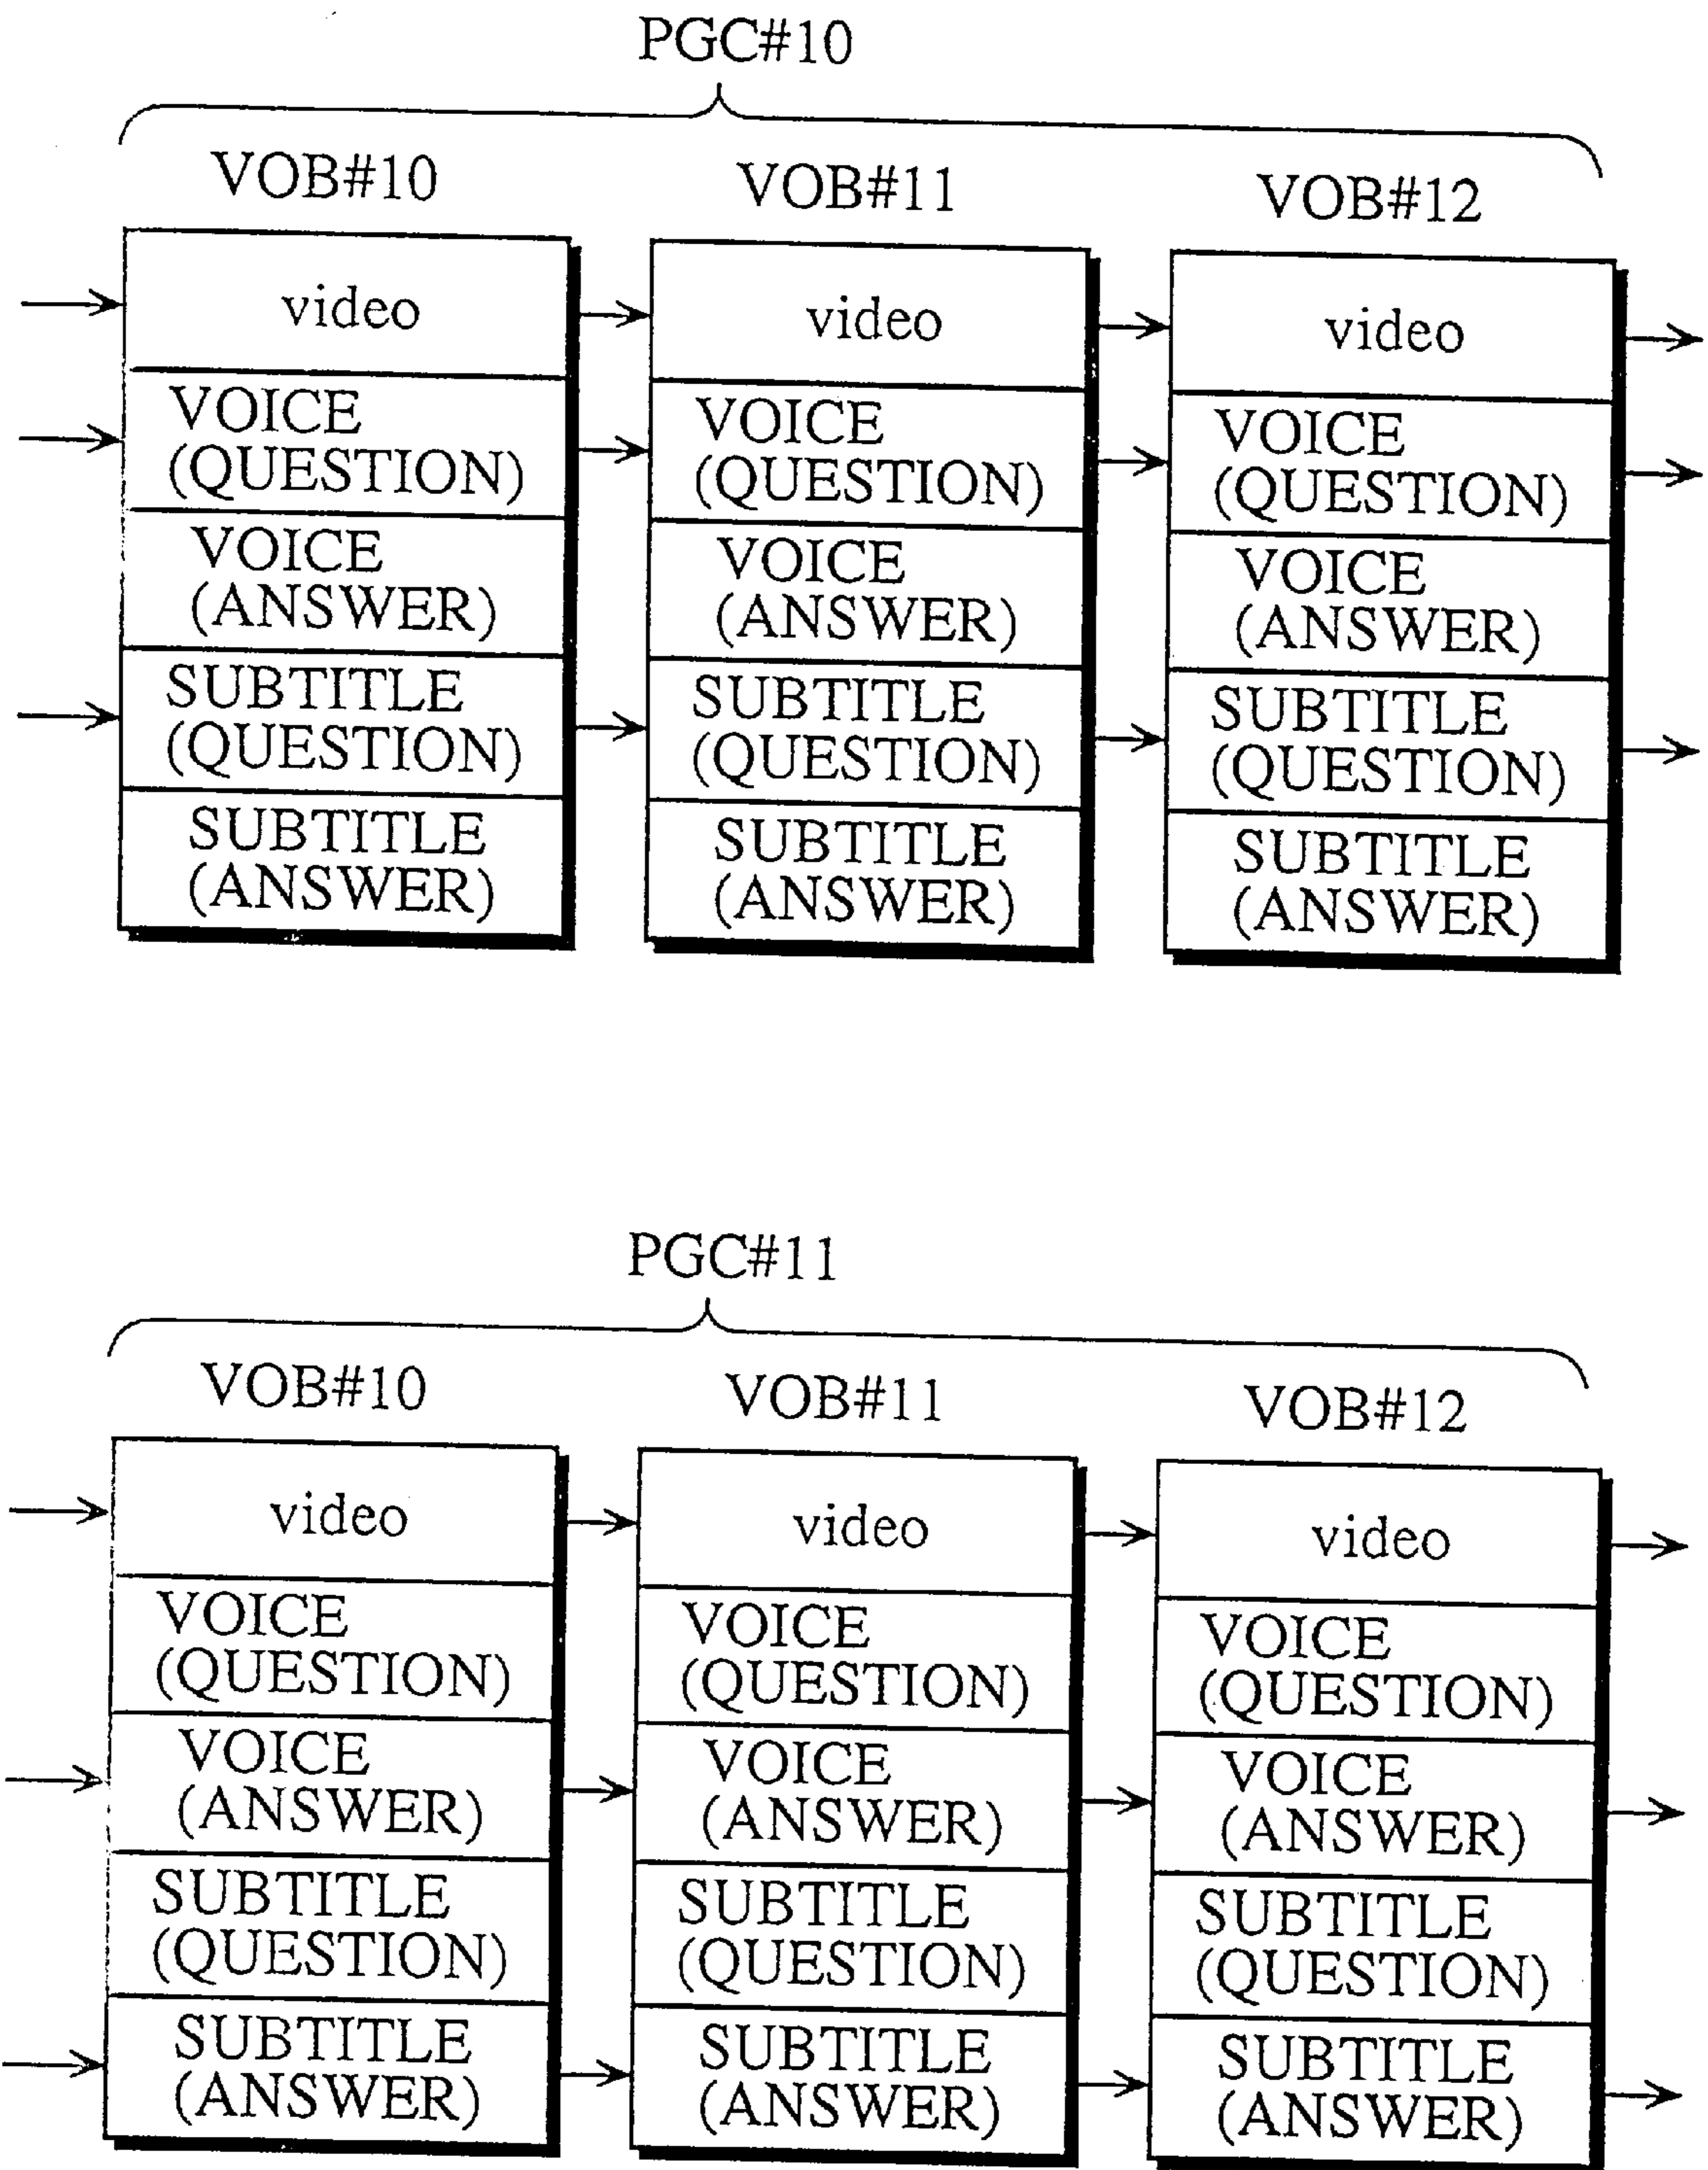 PGC#10
VOB#10
VOB#11
VOB#12
video
video
video
VOICE
(QUESTION)
VOICE
(QUESTION)
VOICE
(QUESTION)
VOICE
(ANSWER)
VOICE
(ANSWER)
VOICE
(ANSWER)
SUBTITLE
(QUESTION)
SUBTITLE
(QUESTION)
SUBTITLE
(QUESTION)
SUBTITLE
(ANSWER)
SUBTITLE
(ANSWER)
SUBTITLE
(ANSWER)
PGC#11
VOB#10
VOB#11
VOB#12
video
video
video
VOICE
(QUESTION)
VOICE
(QUESTION)
VOICE
(QUESTION)
VOICE
(ANSWER)
VOICE
(ANSWER)
VOICE
(ANSWER)
SUBTITLE
(QUESTION)
SUBTITLE
(QUESTION)
SUBTITLE
(QUESTION)
SUBTITLE
(ANSWER)
SUBTITLE
(ANSWER)
SUBTITLE
(ANSWER)